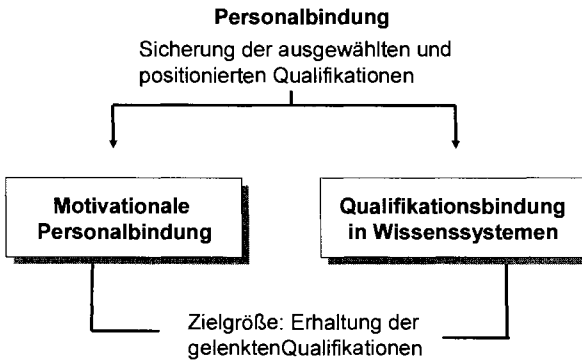 Personalbindung
Sicherung der ausgewählten und
positionierten Qualifikationen
Motivationale
Personalbindung
Qualifikationsbindung
in Wissenssystemen
Zielgröße: Erhaltung der
gelenktenQualifikationen